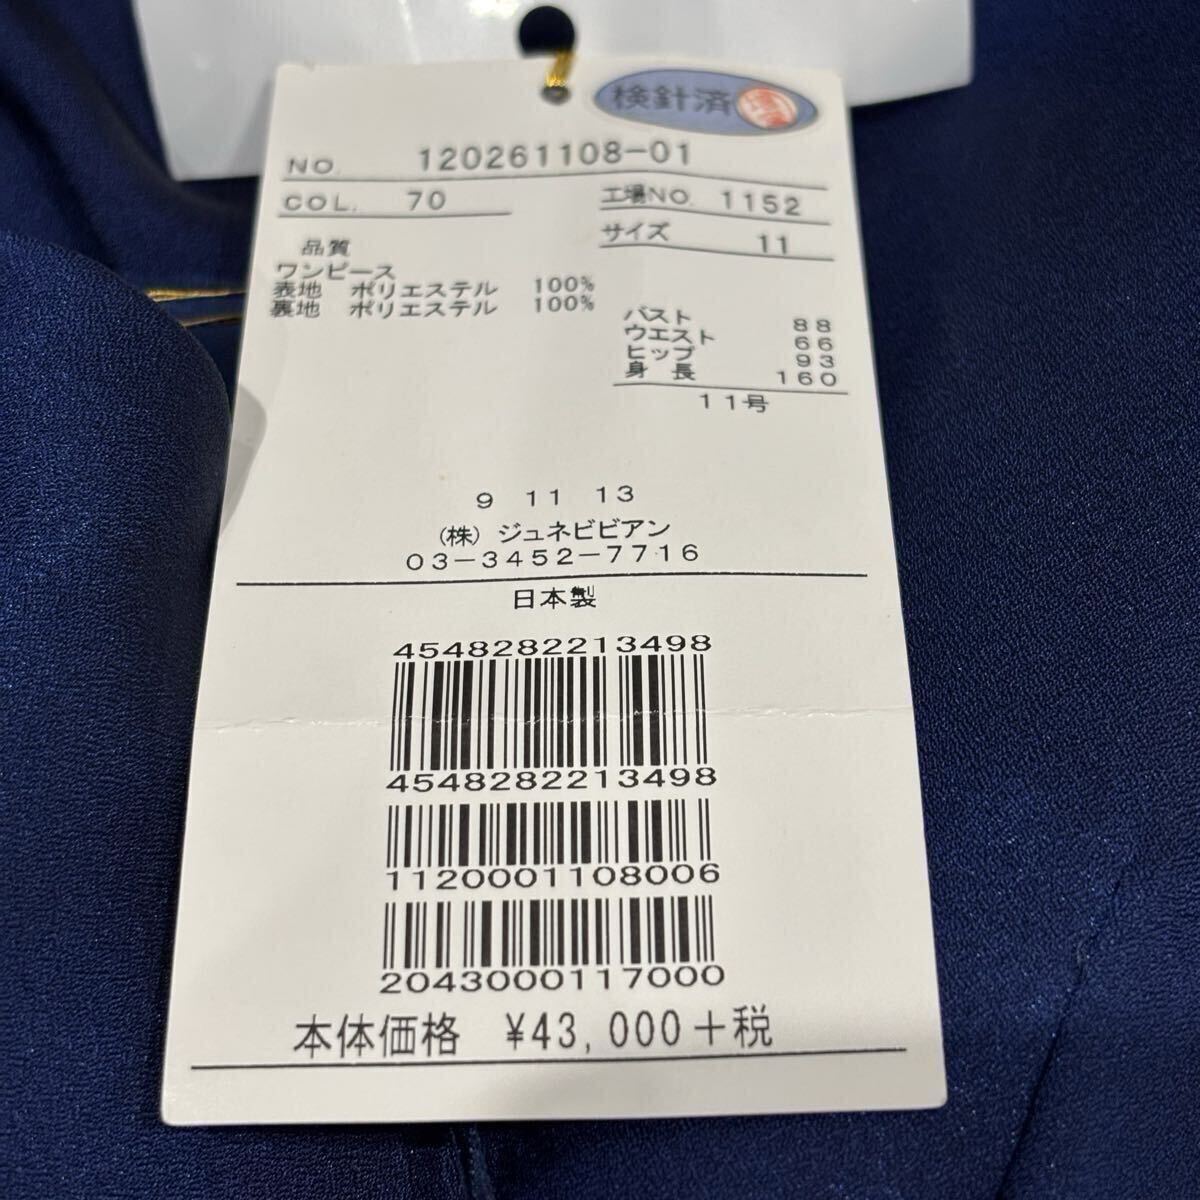 検針済
NO. 120261108-01
COL. 70
工場NO. 1152
サイズ 11
品質
ワンピース
表地 ポリエステル 100%
裏地 ポリエステル 100%
バスト 88
ウエスト 66
ヒップ 93
身長 160
11号
9 11 13
(株) ジュネビビアン
03-3452-7716
日本製
4548282213498
4548282213498
1120001108006
2043000117000
本体価格 ¥43,000+税